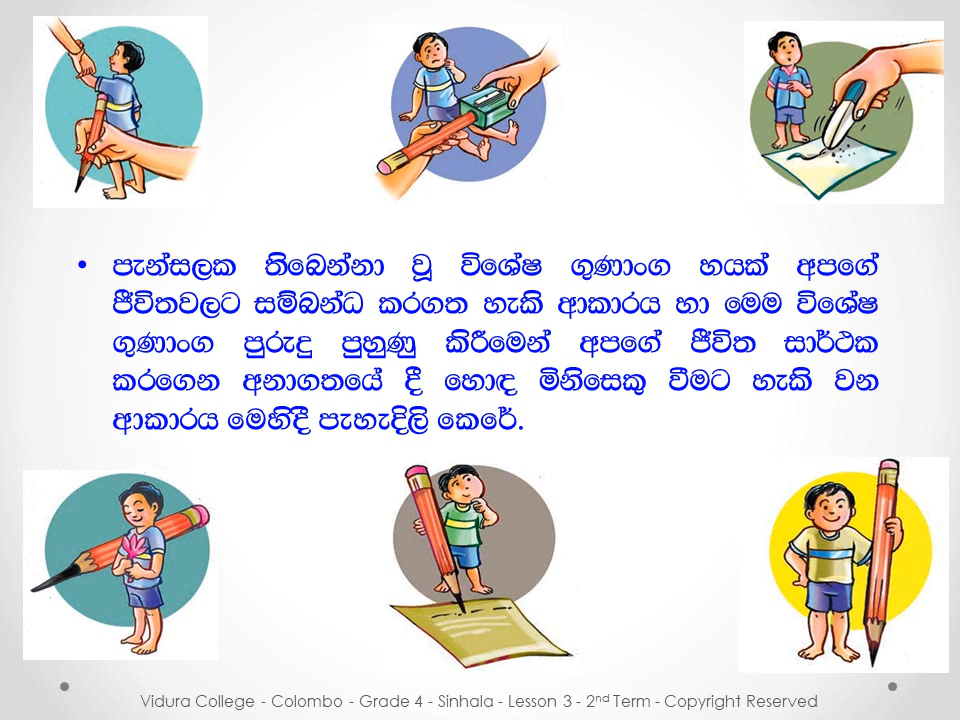 • පැන්සලක තිබෙන්නා වූ විශේෂ ගුණාංග හයක් අපගේ
ජීවිතවලට සම්බන්ධ කරගත හැකි ආකාරය හා මෙම විශේෂ
ගුණාංග පුරුදු පුහුණු කිරීමෙන් අපගේ ජීවිත සාර්ථක
කරගෙන අනාගතයේ දී හොඳ මිනිසෙකු වීමට හැකි වන
ආකාරය මෙහිදී පැහැදිලි කෙරේ.
Vidura College - Colombo - Grade 4 - Sinhala - Lesson 3 - 2nd Term - Copyright Reserved